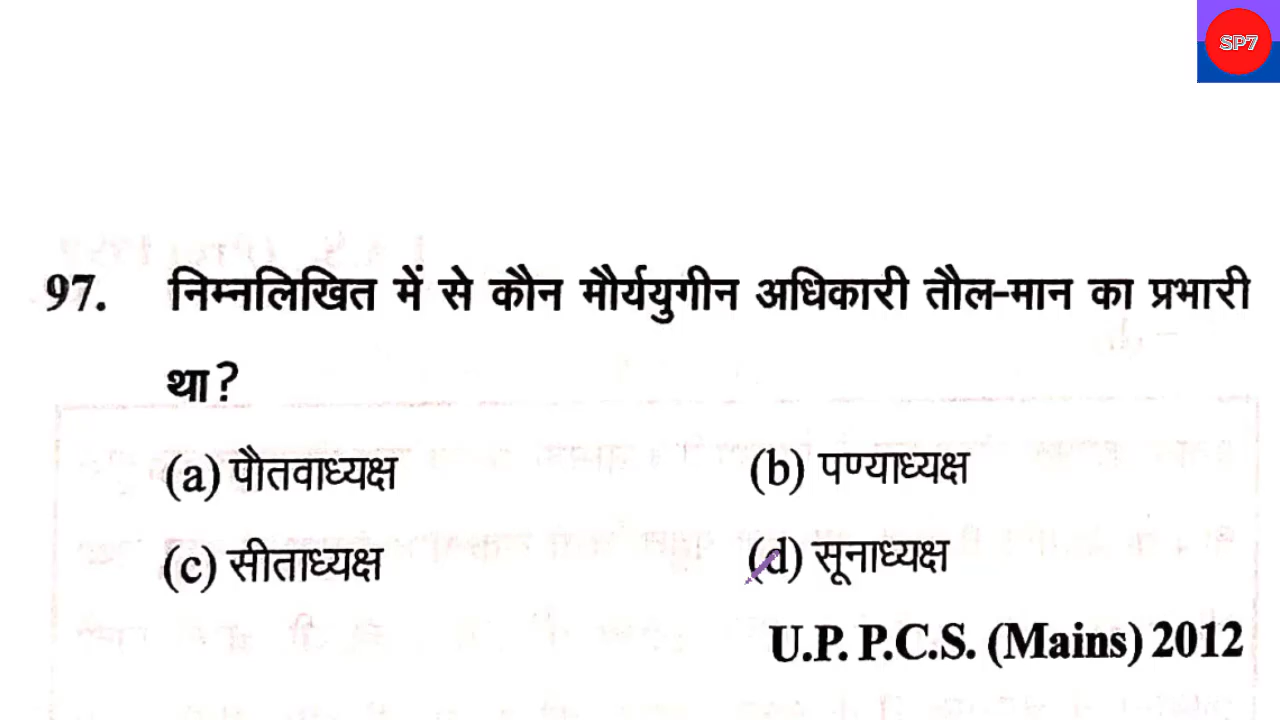 SP7
97. निम्नलिखित में से कौन मौर्ययुगीन अधिकारी तौल-मान का प्रभारी
था?
(a) पौतवाध्यक्ष (b) पण्याध्यक्ष
(c) सीताध्यक्ष (d) सूनाध्यक्ष
U.P. P.C.S. (Mains) 2012